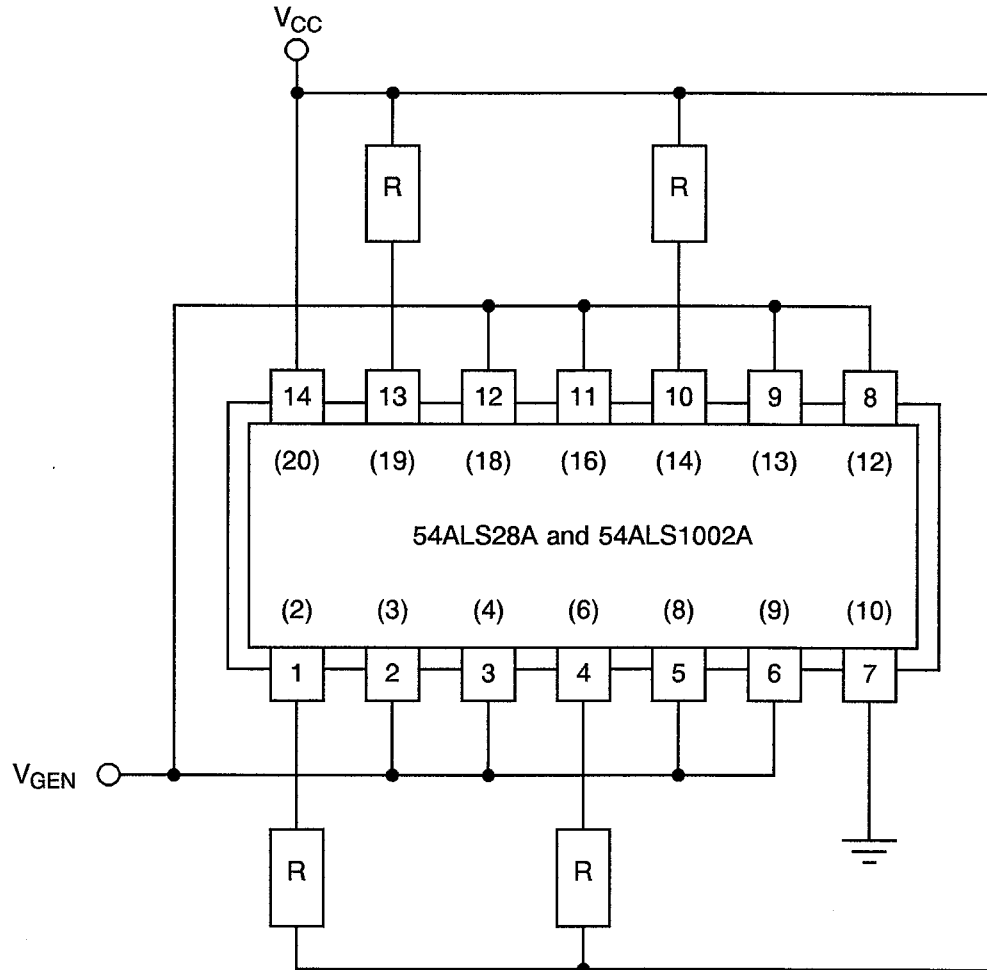 VCC
R R
14 13 12 11 10 9 8
(20) (19) (18) (16) (14) (13) (12)
54ALS28A and 54ALS1002A
(2) (3) (4) (6) (8) (9) (10)
1 2 3 4 5 6 7
VGEN
R R